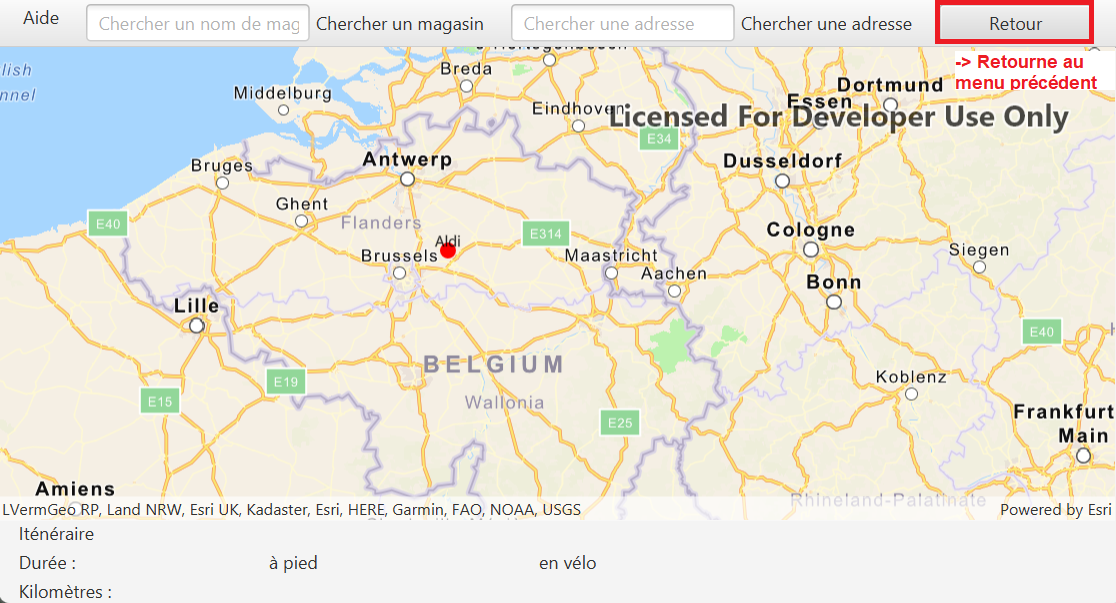 Aide
Chercher un nom de mag
Chercher un magasin
Chercher une adresse
Chercher une adresse
Retour
-> Retourne au
menu précédent
lish
nnel
Breda
Middelburg
Eindhoven
Licensed For Developer Use Only
Dortmund
Essen
E34
Bruges
Antwerp
Dusseldorf
Ghent
Flanders
E40
E314
Aldi
Brussels
Maastricht
Aachen
Cologne
Siegen
Bonn
Lille
E40
BELGIUM
Wallonia
E19
E15
E25
Koblenz
Frankfurt
Main
Amiens
Rhineland-Palatinate
LVermGeo RP, Land NRW, Esri UK, Kadaster, Esri, HERE, Garmin, FAO, NOAA, USGS
Powered by Esri
Iténéraire
Durée :
à pied
en vélo
Kilomètres :